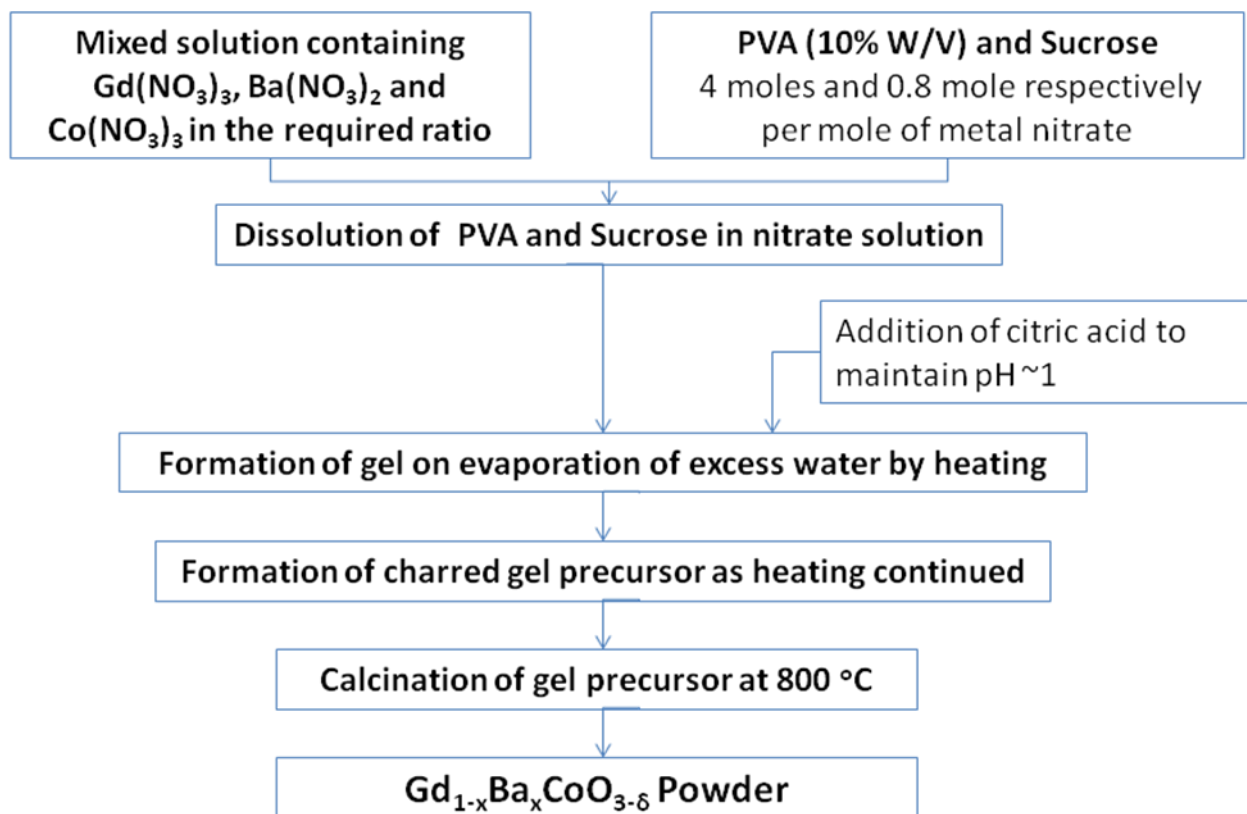 Mixed solution containing
Gd(NO₃)₃, Ba(NO₃)₂ and
Co(NO₃)₃ in the required ratio
PVA (10% W/V) and Sucrose
4 moles and 0.8 mole respectively
per mole of metal nitrate
Dissolution of PVA and Sucrose in nitrate solution
Addition of citric acid to
maintain pH ~1
Formation of gel on evaporation of excess water by heating
Formation of charred gel precursor as heating continued
Calcination of gel precursor at 800 °C
Gd₁₋ₓBaₓCoO₃₋δ Powder